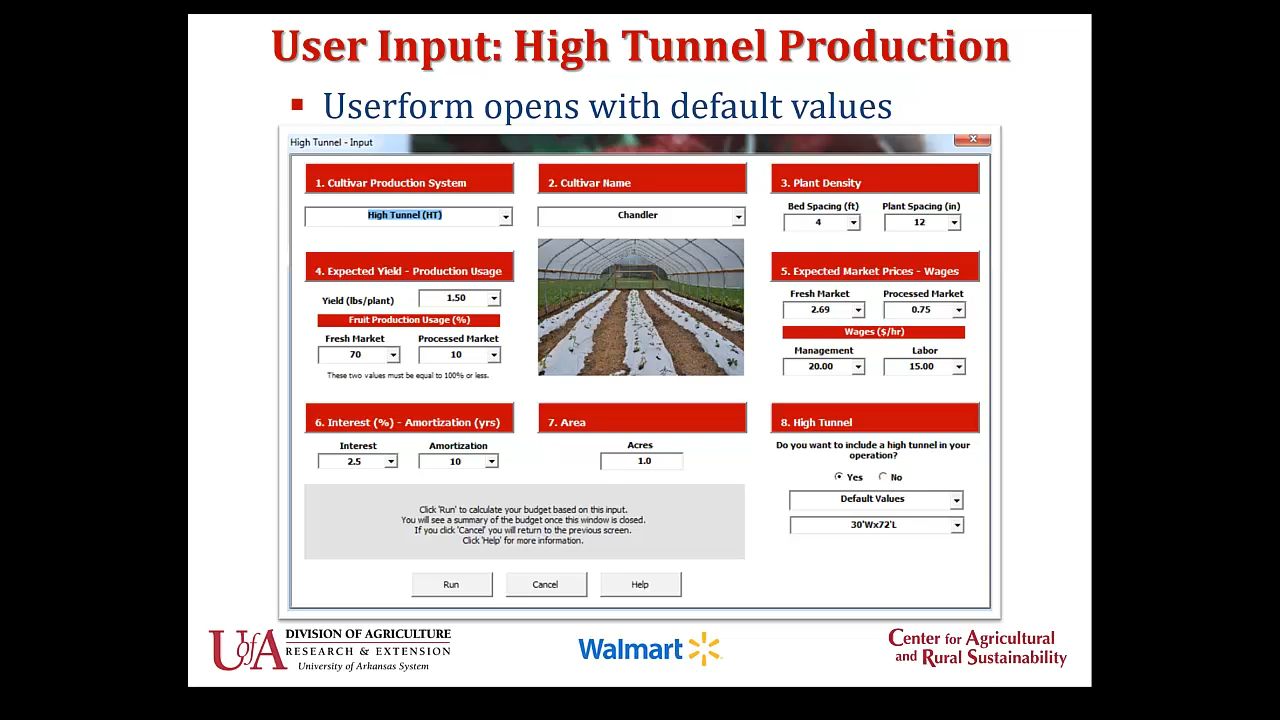 User Input: High Tunnel Production
Userform opens with default values
High Tunnel - Input
1. Cultivar Production System
High Tunnel (HT)
2. Cultivar Name
Chandler
3. Plant Density
Bed Spacing (ft) Plant Spacing (in)
4 12
4. Expected Yield - Production Usage
Yield (lbs/plant) 1.50
Fruit Production Usage (%)
Fresh Market Processed Market
70 10
These two values must be equal to 100% or less.
5. Expected Market Prices - Wages
Fresh Market Processed Market
2.69 0.75
Wages ($/hr)
Management Labor
20.00 15.00
6. Interest (%) - Amortization (yrs)
Interest Amortization
2.5 10
7. Area
Acres
1.0
8. High Tunnel
Do you want to include a high tunnel in your
operation?
Yes No
Default Values
30'Wx72'L
Click 'Run' to calculate your budget based on this input.
You will see a summary of the budget once this window is closed.
If you click 'Cancel' you will return to the previous screen.
Click 'Help' for more information.
Run Cancel Help
UofA
DIVISION OF AGRICULTURE
RESEARCH & EXTENSION
University of Arkansas System
Walmart
Center for Agricultural
and Rural Sustainability